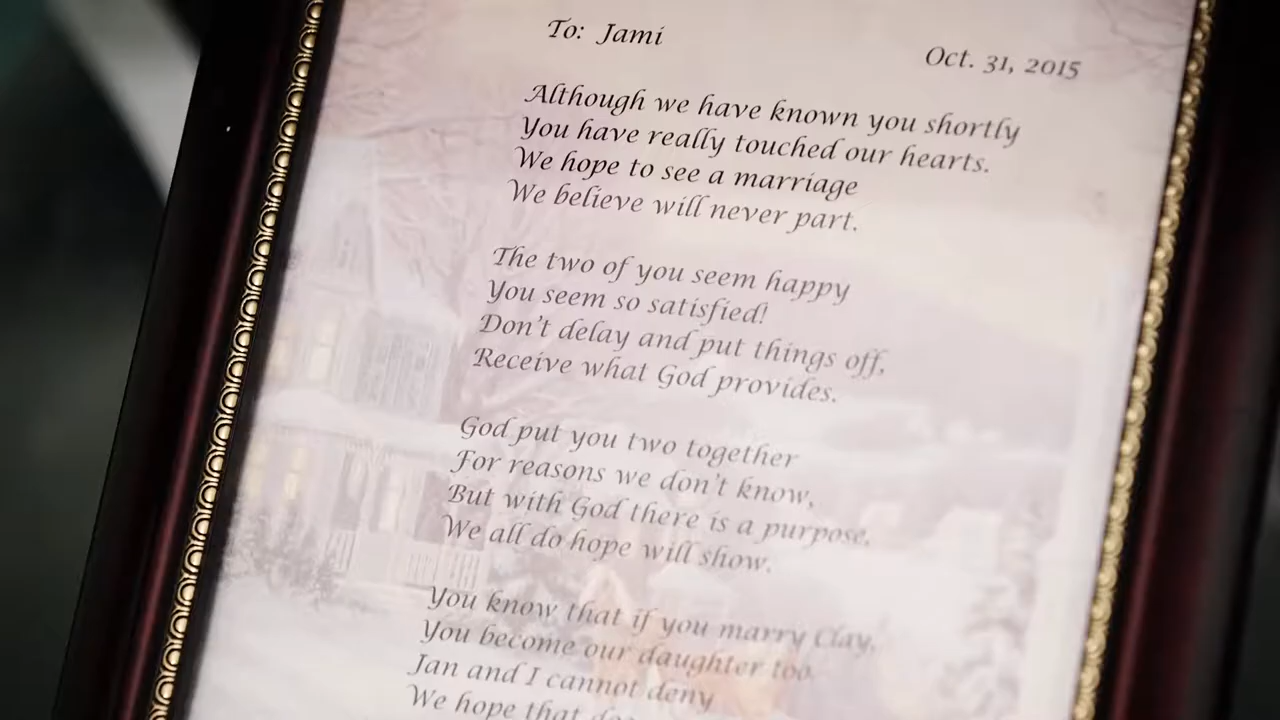 To: Jami
Oct. 31, 2015
Although we have known you shortly
You have really touched our hearts.
We hope to see a marriage
We believe will never part.
The two of you seem happy
You seem so satisfied!
Don't delay and put things off,
Receive what God provides.
God put you two together
For reasons we don't know,
But with God there is a purpose,
We all do hope will show.
You know that if you marry Clay,
You become our daughter too.
Jan and I cannot deny
We hope that